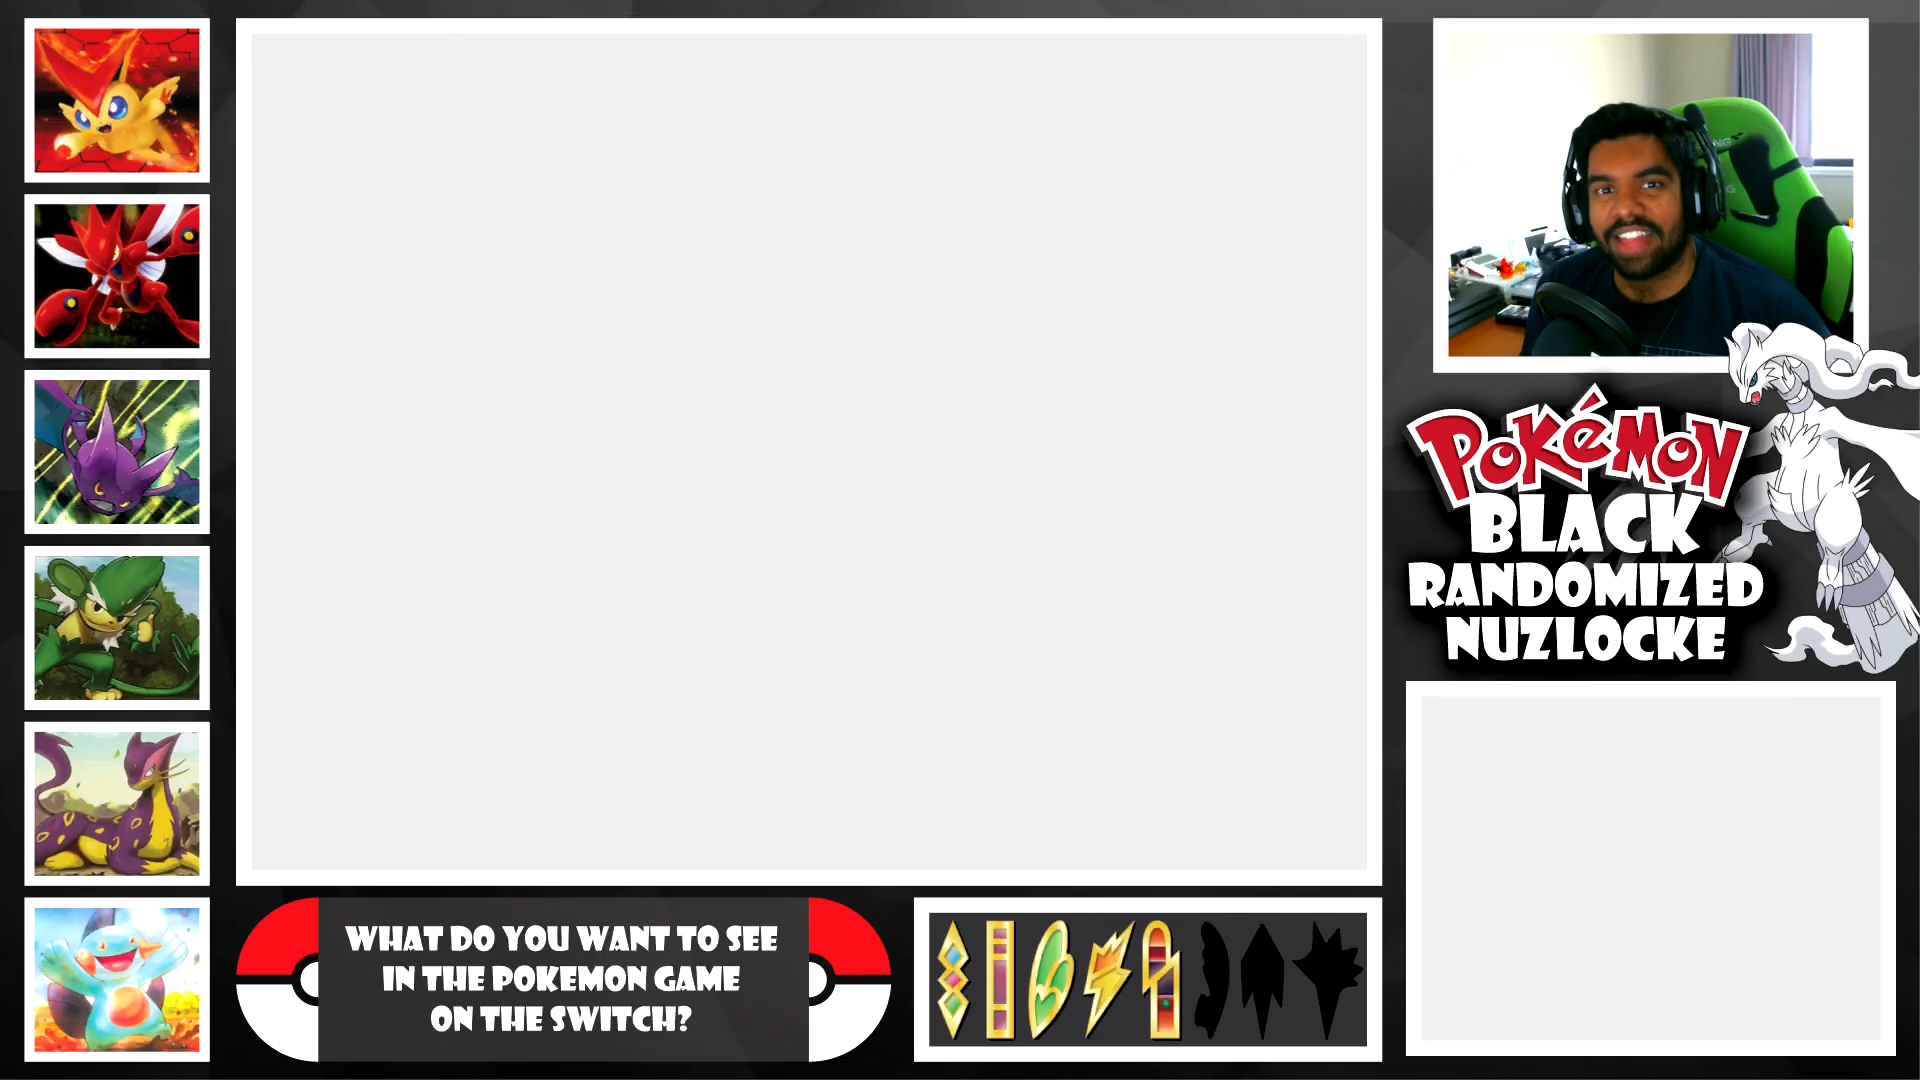 POKÉMON
BLACK
RANDOMIZED
NUZLOCKE
WHAT DO YOU WANT TO SEE
IN THE POKEMON GAME
ON THE SWITCH?